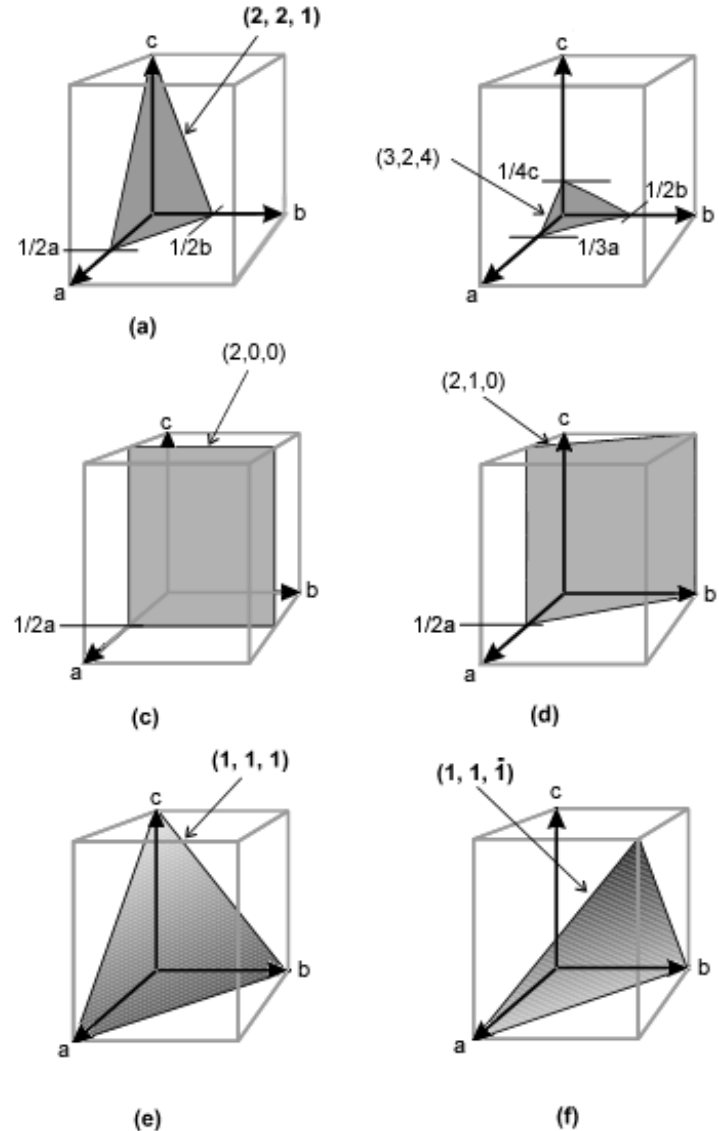 (2, 2, 1)
c
b
1/2a
1/2b
a
(a)
c
(3,2,4)
1/4c
1/2b
b
1/3a
a
(2,0,0)
c
b
1/2a
a
(c)
(2,1,0)
c
b
1/2a
a
(d)
(1, 1, 1)
c
b
a
(e)
(1, 1, 1̄)
c
b
a
(f)